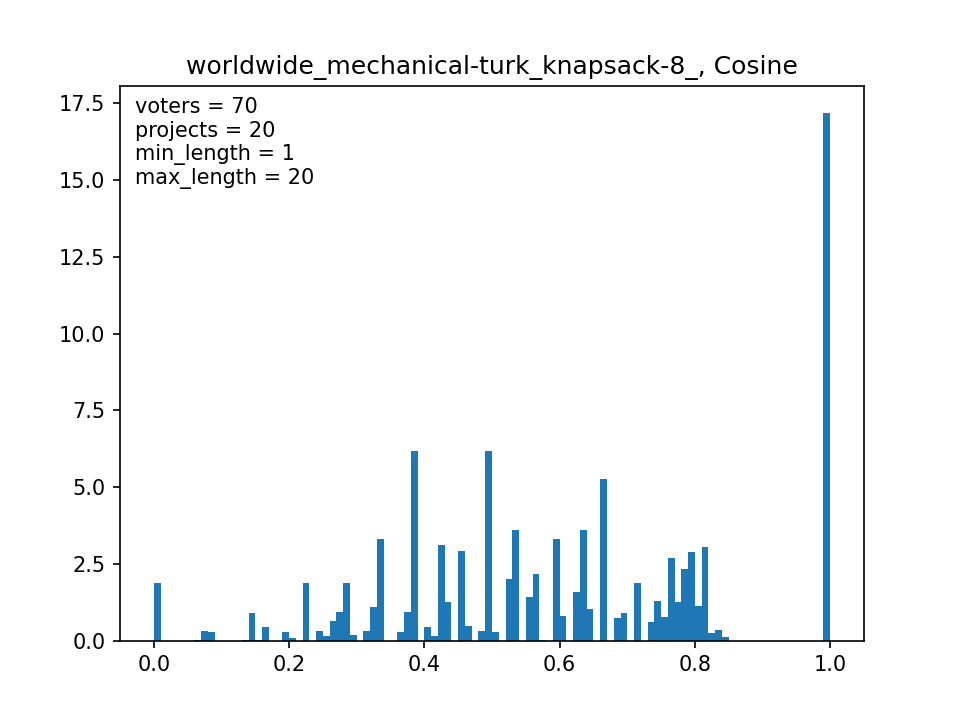 worldwide_mechanical-turk_knapsack-8_, Cosine
voters = 70
projects = 20
min_length = 1
max_length = 20
17.5
15.0
12.5
10.0
7.5
5.0
2.5
0.0
0.0 0.2 0.4 0.6 0.8 1.0